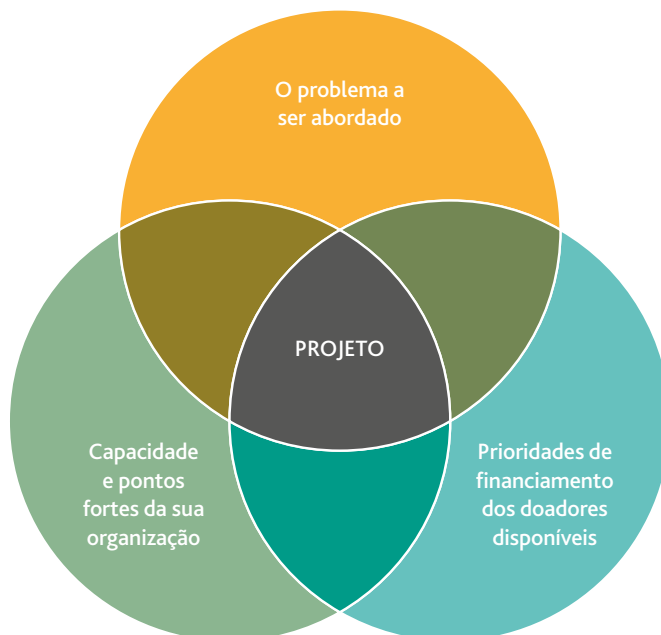 O problema a
ser abordado
PROJETO
Capacidade
e pontos
fortes da sua
organização
Prioridades de
financiamento
dos doadores
disponíveis